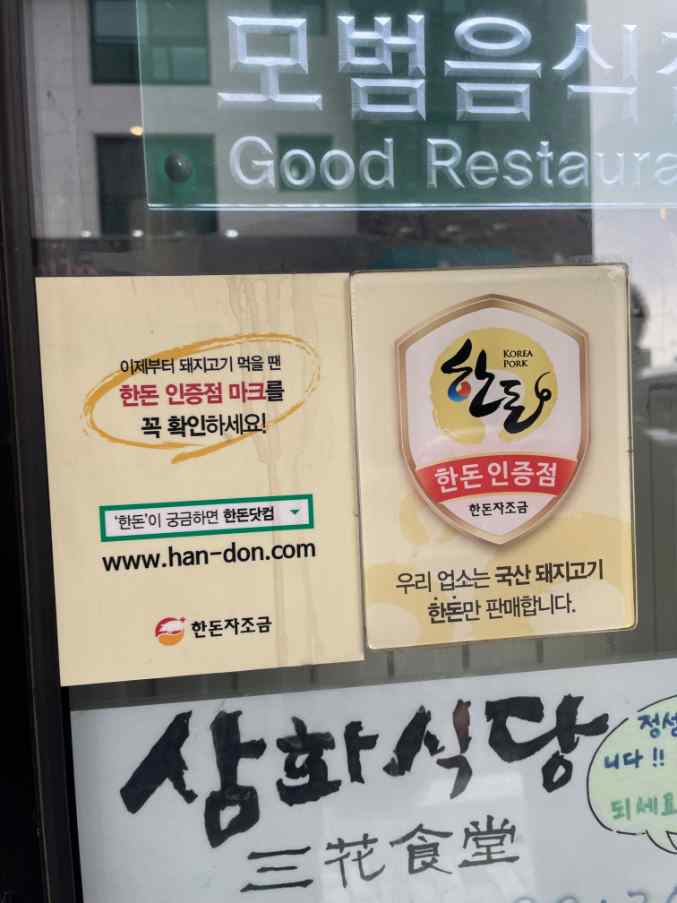 모범음식
Good Restaura
이제부터 돼지고기 먹을 땐
한돈 인증점 마크를
꼭 확인하세요!
'한돈'이 궁금하면 한돈닷컴
www.han-don.com
한돈자조금
KOREA
PORK
한돈
한돈 인증점
한돈자조금
우리 업소는 국산 돼지고기
한돈만 판매합니다.
삼화식당
三花食堂
정성
니다!!
되세요